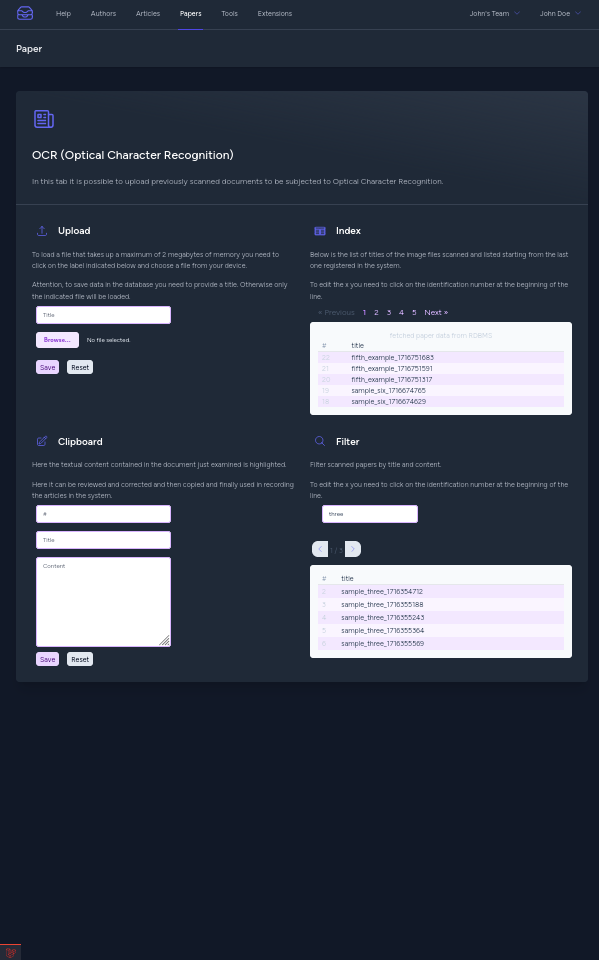 Help Authors Articles Papers Tools Extensions John's Team John Doe
Paper
OCR (Optical Character Recognition)
In this tab it is possible to upload previously scanned documents to be subjected to Optical Character Recognition.
Upload
To load a file that takes up a maximum of 2 megabytes of memory you need to
click on the label indicated below and choose a file from your device.
Attention, to save data in the database you need to provide a title. Otherwise only
the indicated file will be loaded.
Title
Browse... No file selected.
Save Reset
Index
Below is the list of titles of the image files scanned and listed starting from the last
one registered in the system.
To edit the x you need to click on the identification number at the beginning of the
line.
« Previous 1 2 3 4 5 Next »
fetched paper data from RDBMS
# title
22 fifth_example_1716751683
21 fifth_example_1716751591
20 fifth_example_1716751317
19 sample_six_1716674765
18 sample_six_1716674629
Clipboard
Here the textual content contained in the document just examined is highlighted.
Here it can be reviewed and corrected and then copied and finally used in recording
the articles in the system.
#
Title
Content
Save Reset
Filter
Filter scanned papers by title and content.
To edit the x you need to click on the identification number at the beginning of the
line.
three
< >
# title
2 sample_three_1716354712
3 sample_three_1716355188
4 sample_three_1716355243
5 sample_three_1716355364
6 sample_three_1716355569